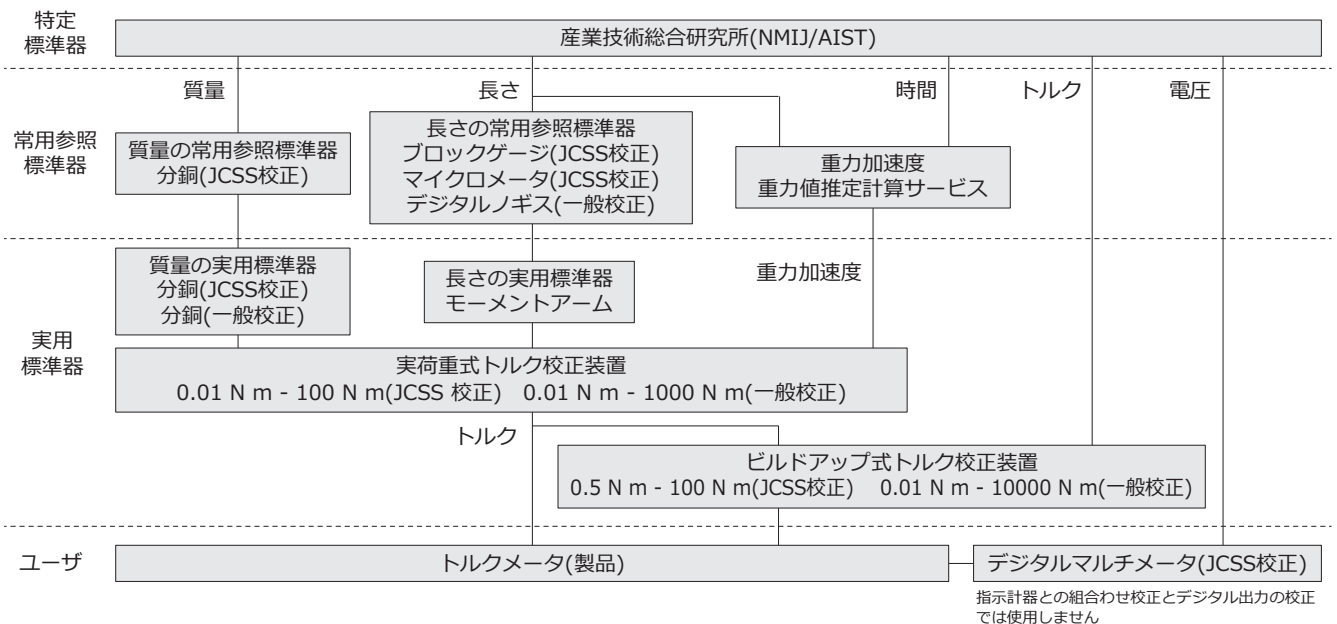 特定
標準器
産業技術総合研究所(NMIJ/AIST)
質量
長さ
時間
トルク
電圧
常用参照
標準器
質量の常用参照標準器
分銅(JCSS校正)
長さの常用参照標準器
ブロックゲージ(JCSS校正)
マイクロメータ(JCSS校正)
デジタルノギス(一般校正)
重力加速度
重力値推定計算サービス
実用
標準器
質量の実用標準器
分銅(JCSS校正)
分銅(一般校正)
長さの実用標準器
モーメントアーム
重力加速度
実荷重式トルク校正装置
0.01 N m - 100 N m(JCSS 校正) 0.01 N m - 1000 N m(一般校正)
トルク
ビルドアップ式トルク校正装置
0.5 N m - 100 N m(JCSS校正) 0.01 N m - 10000 N m(一般校正)
ユーザ
トルクメータ(製品)
デジタルマルチメータ(JCSS校正)
指示計器との組合わせ校正とデジタル出力の校正
では使用しません